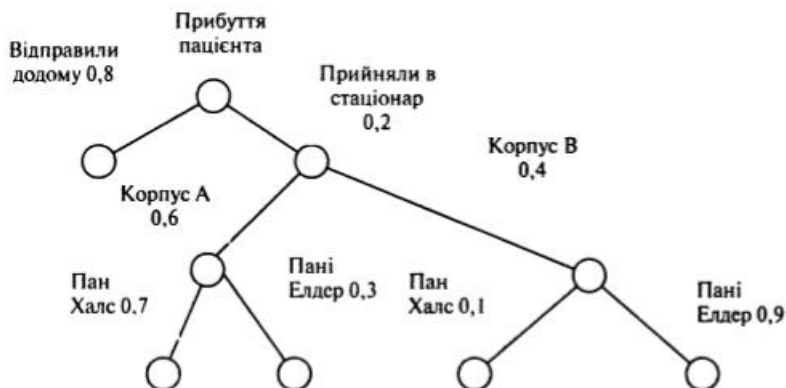 Прибуття
пацієнта
Відправили
додому 0,8
Прийняли в
стаціонар
0,2
Корпус А
0,6
Корпус В
0,4
Пан
Халс 0,7
Пані
Елдер 0,3
Пан
Халс 0,1
Пані
Елдер 0,9